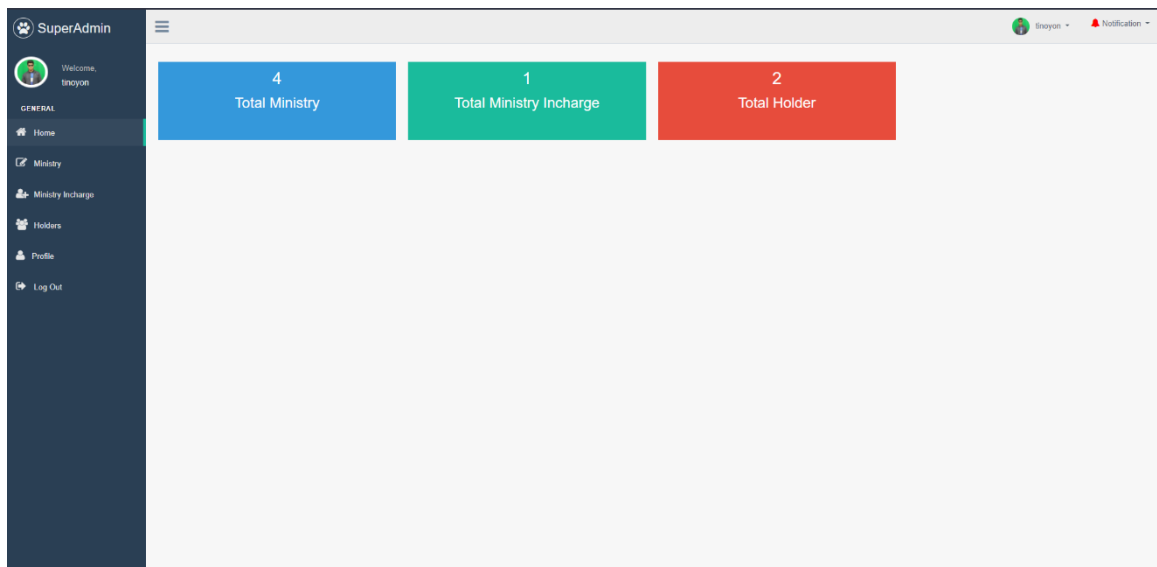 SuperAdmin
Welcome,
tinoyon
GENERAL
Home
Ministry
Ministry Incharge
Holders
Profile
Log Out
tinoyon
Notification
4
Total Ministry
1
Total Ministry Incharge
2
Total Holder